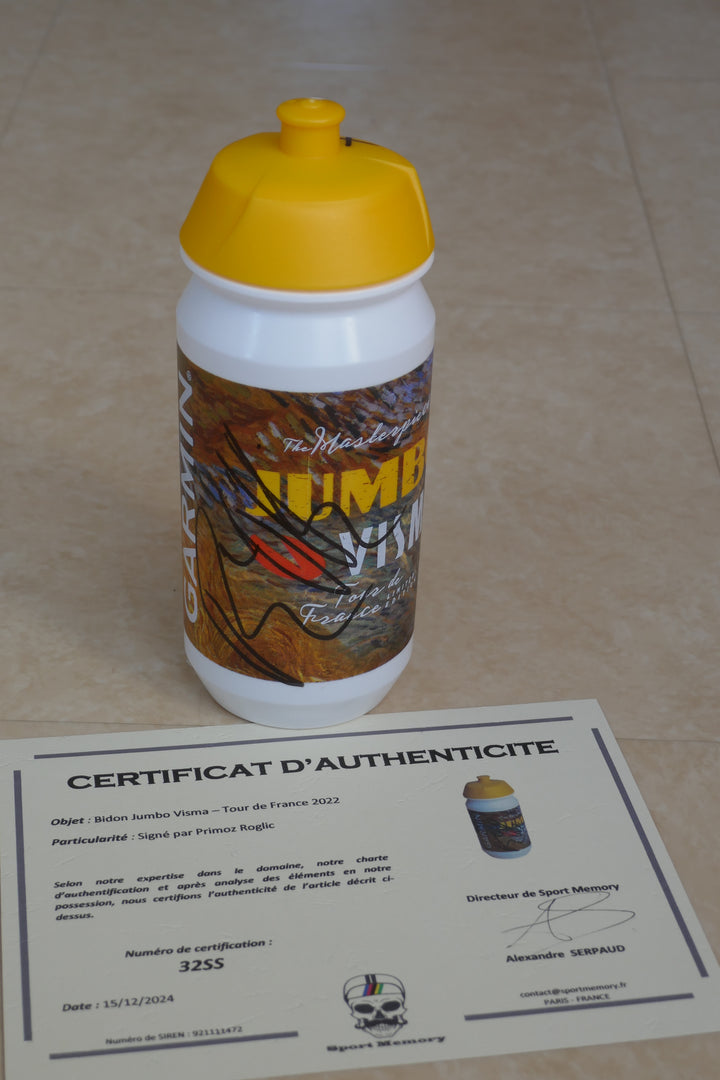 GARMIN
The Masterpiece
JUMB
VISM
Tour de
France
CERTIFICAT D'AUTHENTICITE
Objet : Bidon Jumbo Visma – Tour de France 2022
Particularité : Signé par Primoz Roglic
Selon notre expertise dans le domaine, notre charte
d'authentification et après analyse des éléments en notre
possession, nous certifions l'authenticité de l'article décrit ci-
dessus.
Numéro de certification :
32SS
Date : 15/12/2024
Numéro de SIREN : 921111472
Directeur de Sport Memory
Alexandre SERPAUD
contact@sportmemory.fr
PARIS - FRANCE
Sport Memory